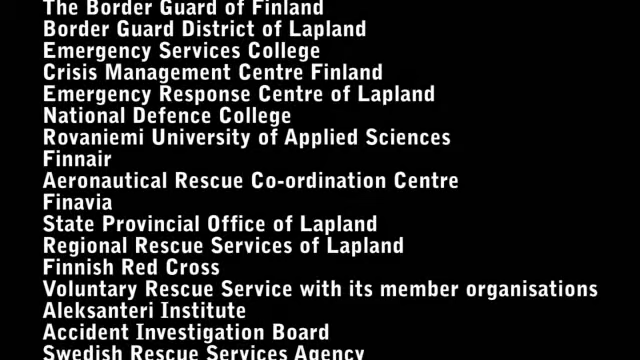 The Border Guard of Finland
Border Guard District of Lapland
Emergency Services College
Crisis Management Centre Finland
Emergency Response Centre of Lapland
National Defence College
Rovaniemi University of Applied Sciences
Finnair
Aeronautical Rescue Co-ordination Centre
Finavia
State Provincial Office of Lapland
Regional Rescue Services of Lapland
Finnish Red Cross
Voluntary Rescue Service with its member organisations
Aleksanteri Institute
Accident Investigation Board
Swedish Rescue Services Agency